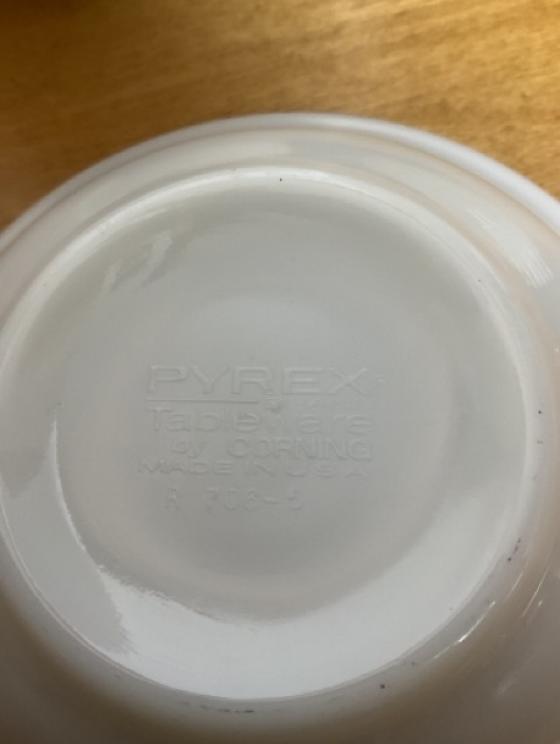 PYREX
Tableware
by CORNING
MADE IN U S A